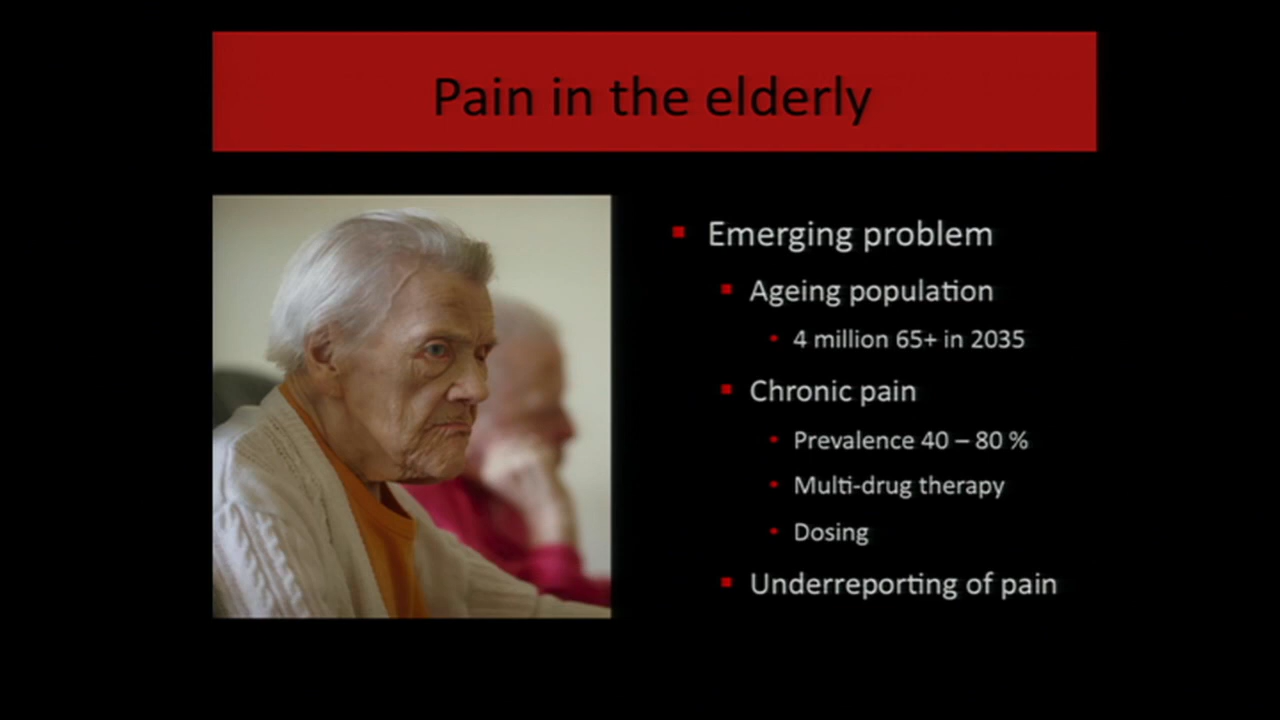 Pain in the elderly
Emerging problem
Ageing population
4 million 65+ in 2035
Chronic pain
Prevalence 40 – 80 %
Multi-drug therapy
Dosing
Underreporting of pain